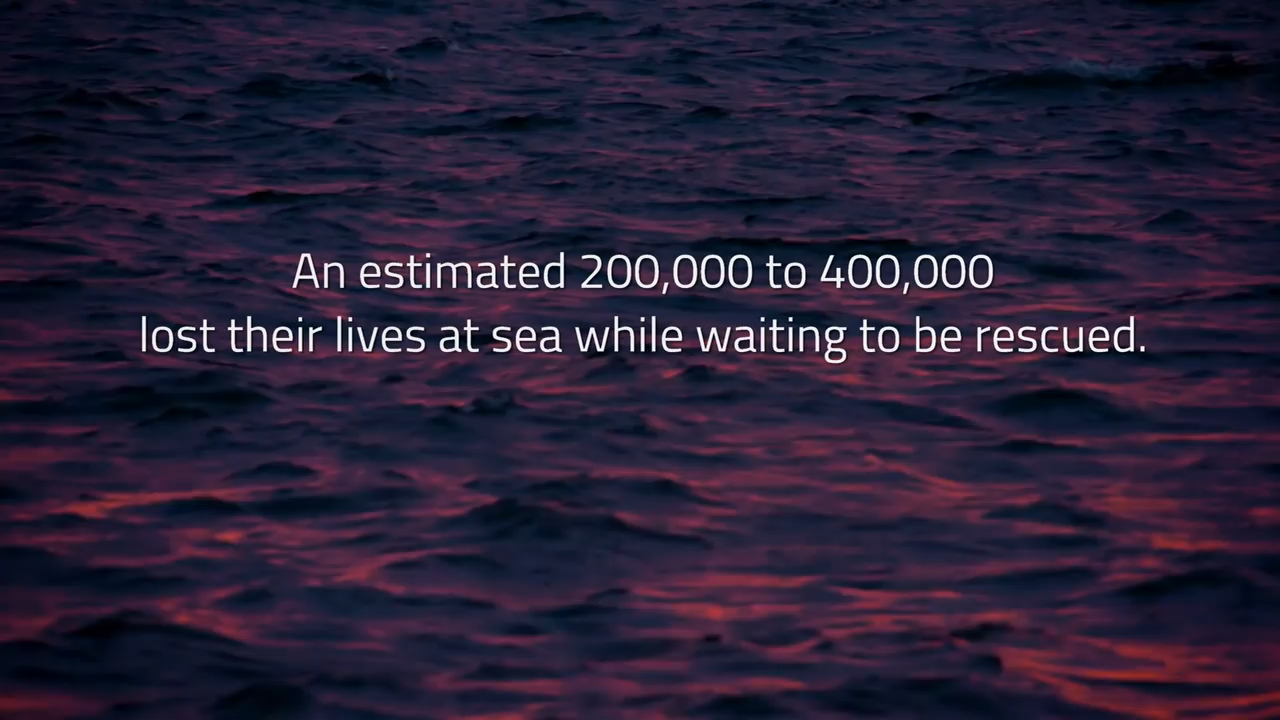 An estimated 200,000 to 400,000
lost their lives at sea while waiting to be rescued.